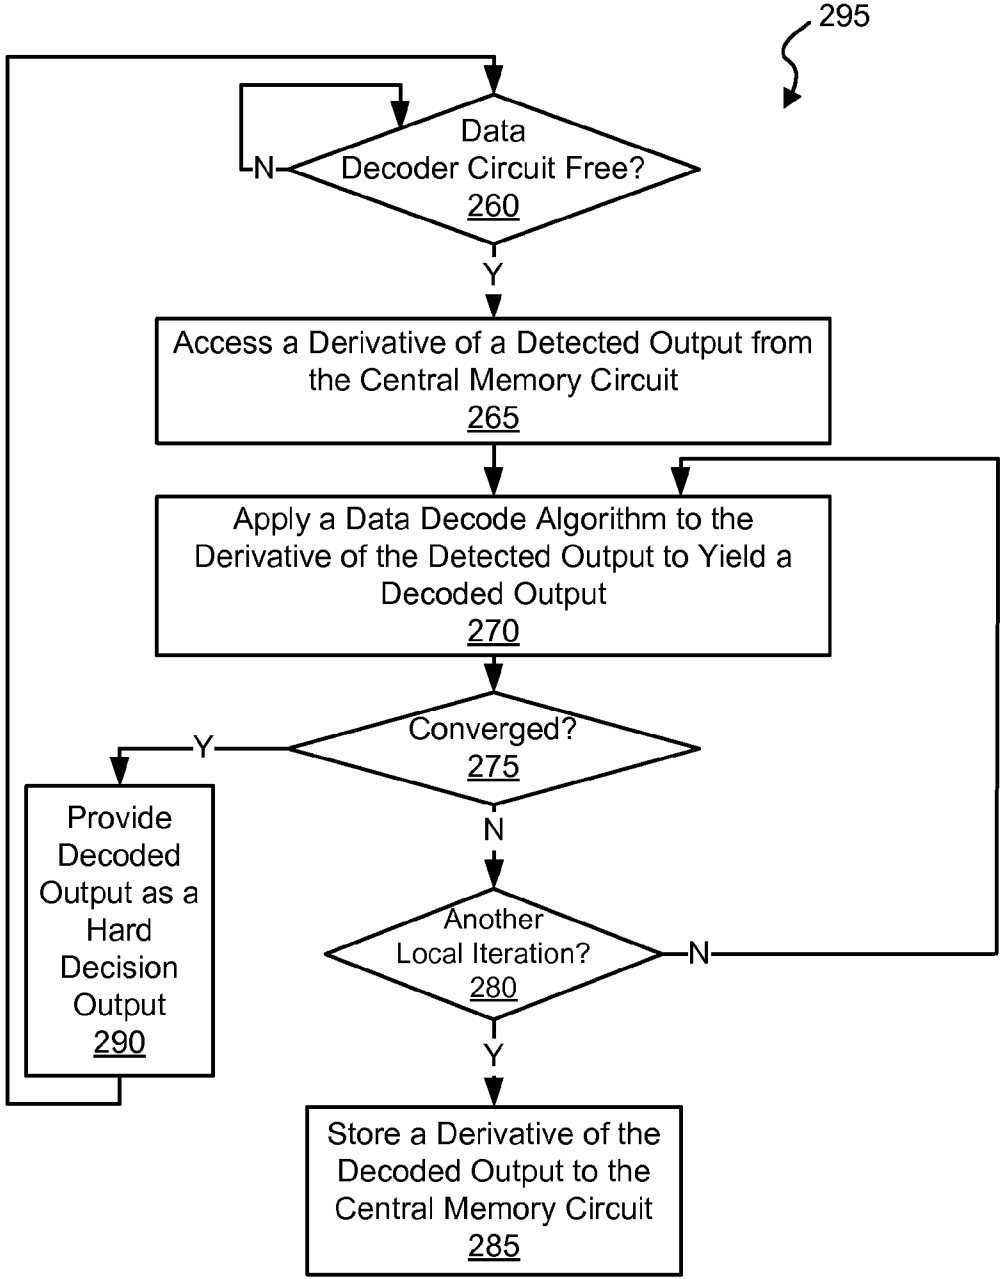 295
Data
Decoder Circuit Free?
260
N
Y
Access a Derivative of a Detected Output from
the Central Memory Circuit
265
Apply a Data Decode Algorithm to the
Derivative of the Detected Output to Yield a
Decoded Output
270
Converged?
275
Y
N
Provide
Decoded
Output as a
Hard
Decision
Output
290
Another
Local Iteration?
280
N
Y
Store a Derivative of the
Decoded Output to the
Central Memory Circuit
285